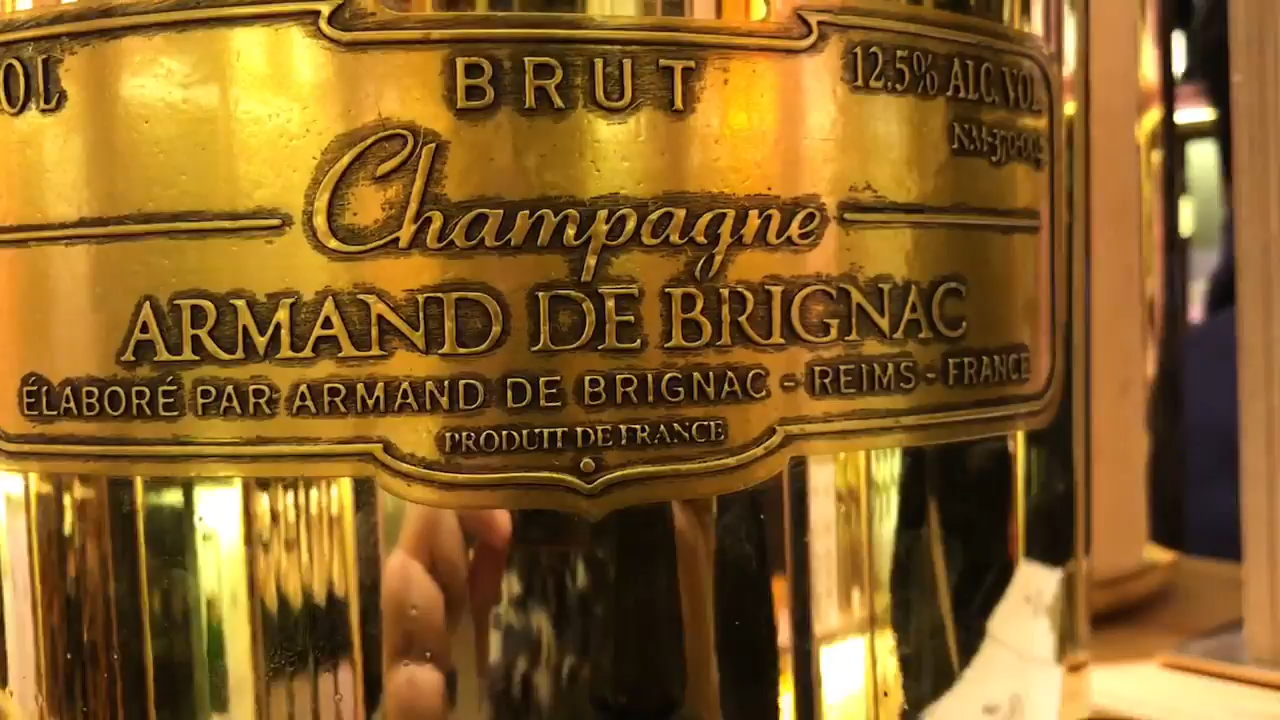 BRUT
12.5% ALC. VOL
Champagne
ARMAND DE BRIGNAC
ÉLABORÉ PAR ARMAND DE BRIGNAC - REIMS - FRANCE
PRODUIT DE FRANCE